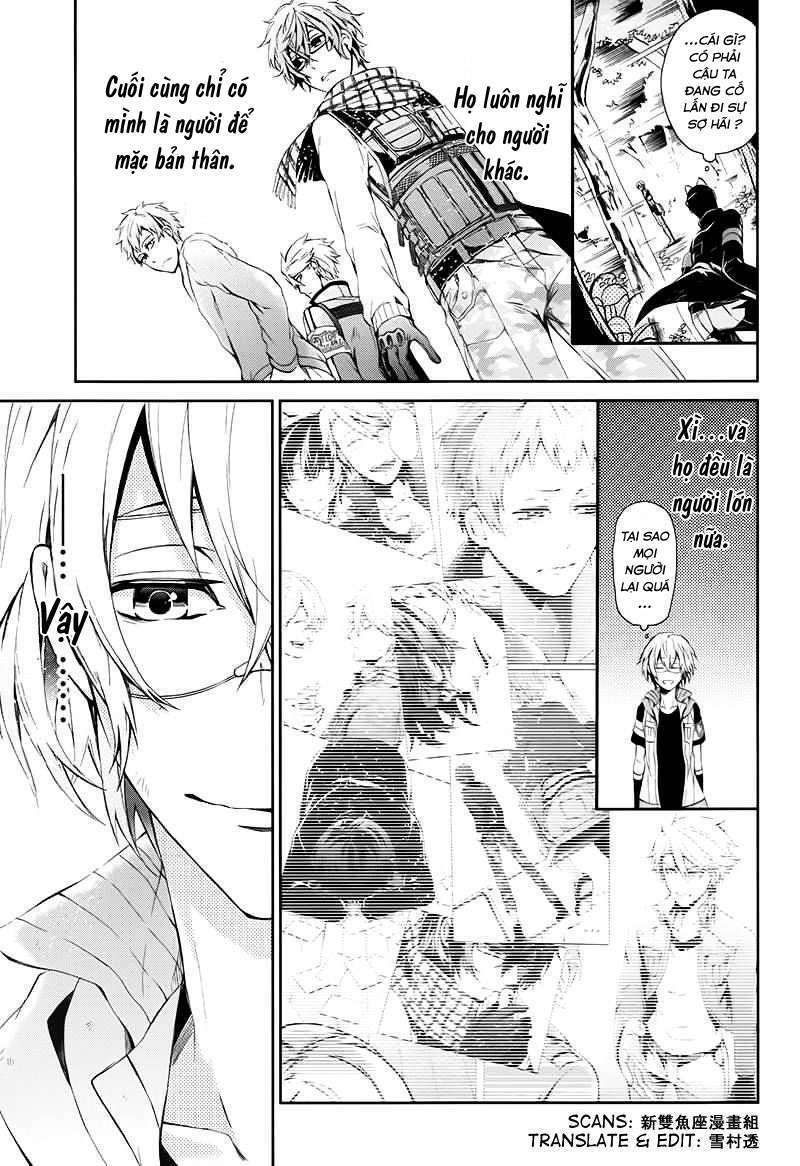 ...CÁI GÌ?
CÓ PHẢI
CẬU TA
ĐANG CỐ
LẤN ĐI SỰ
SỢ HÃI ?
Họ luôn nghĩ
cho người
khác.
Cuối cùng chỉ có
mình là người để
mặc bản thân.
Xì...và
họ đều là
người lớn
nữa.
TẠI SAO
MỌI
NGƯỜI
LẠI QUÁ
...
......
Vậy
......
SCANS: 新雙魚座漫畫組
TRANSLATE & EDIT: 雪村透